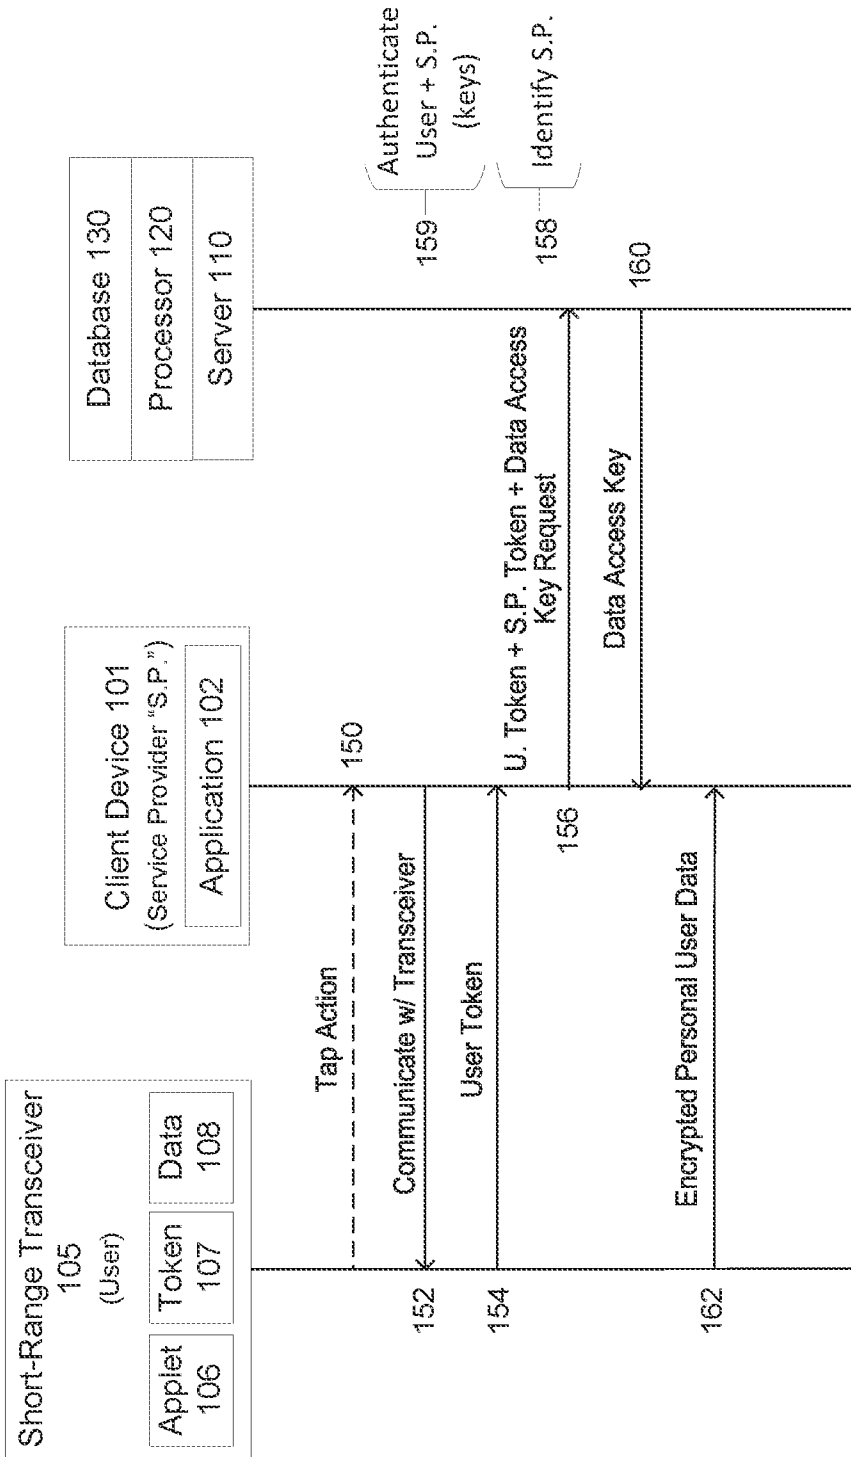 Short-Range Transceiver
105
(User)
Applet
106
Token
107
Data
108
Client Device 101
(Service Provider “S.P.”)
Application 102
Database 130
Processor 120
Server 110
Tap Action
150
Communicate w/ Transceiver
152
User Token
154
U. Token + S.P. Token + Data Access
Key Request
156
Identify S.P.
158
Authenticate
User + S.P.
(keys)
159
Data Access Key
160
Encrypted Personal User Data
162